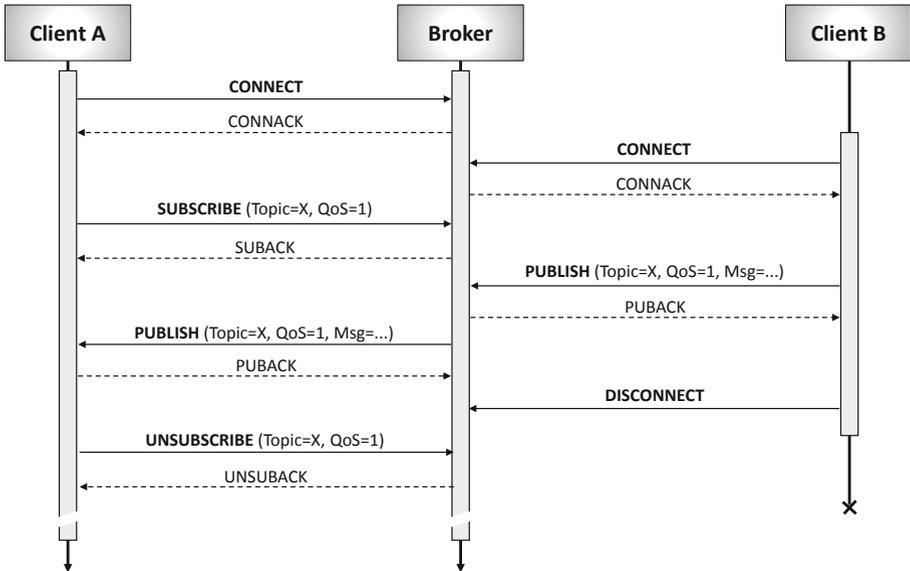 Client A
Broker
Client B
CONNECT
CONNACK
CONNECT
CONNACK
SUBSCRIBE (Topic=X, QoS=1)
SUBACK
PUBLISH (Topic=X, QoS=1, Msg=...)
PUBACK
PUBLISH (Topic=X, QoS=1, Msg=...)
PUBACK
DISCONNECT
UNSUBSCRIBE (Topic=X, QoS=1)
UNSUBACK